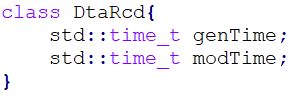 class DtaRcd{
    std::time_t genTime;
    std::time_t modTime;
}